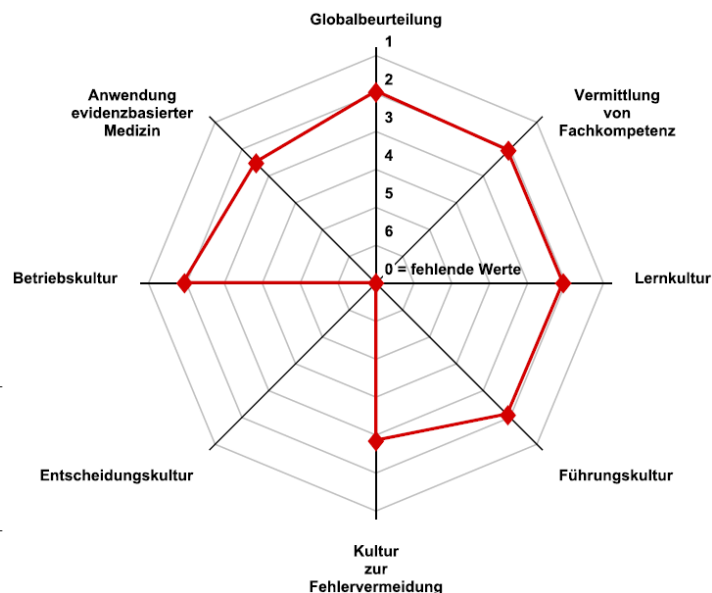 Globalbeurteilung
1
2
3
4
5
6
0 = fehlende Werte
Vermittlung
von
Fachkompetenz
Lernkultur
Führungskultur
Kultur
zur
Fehlervermeidung
Entscheidungskultur
Betriebskultur
Anwendung
evidenzbasierter
Medizin